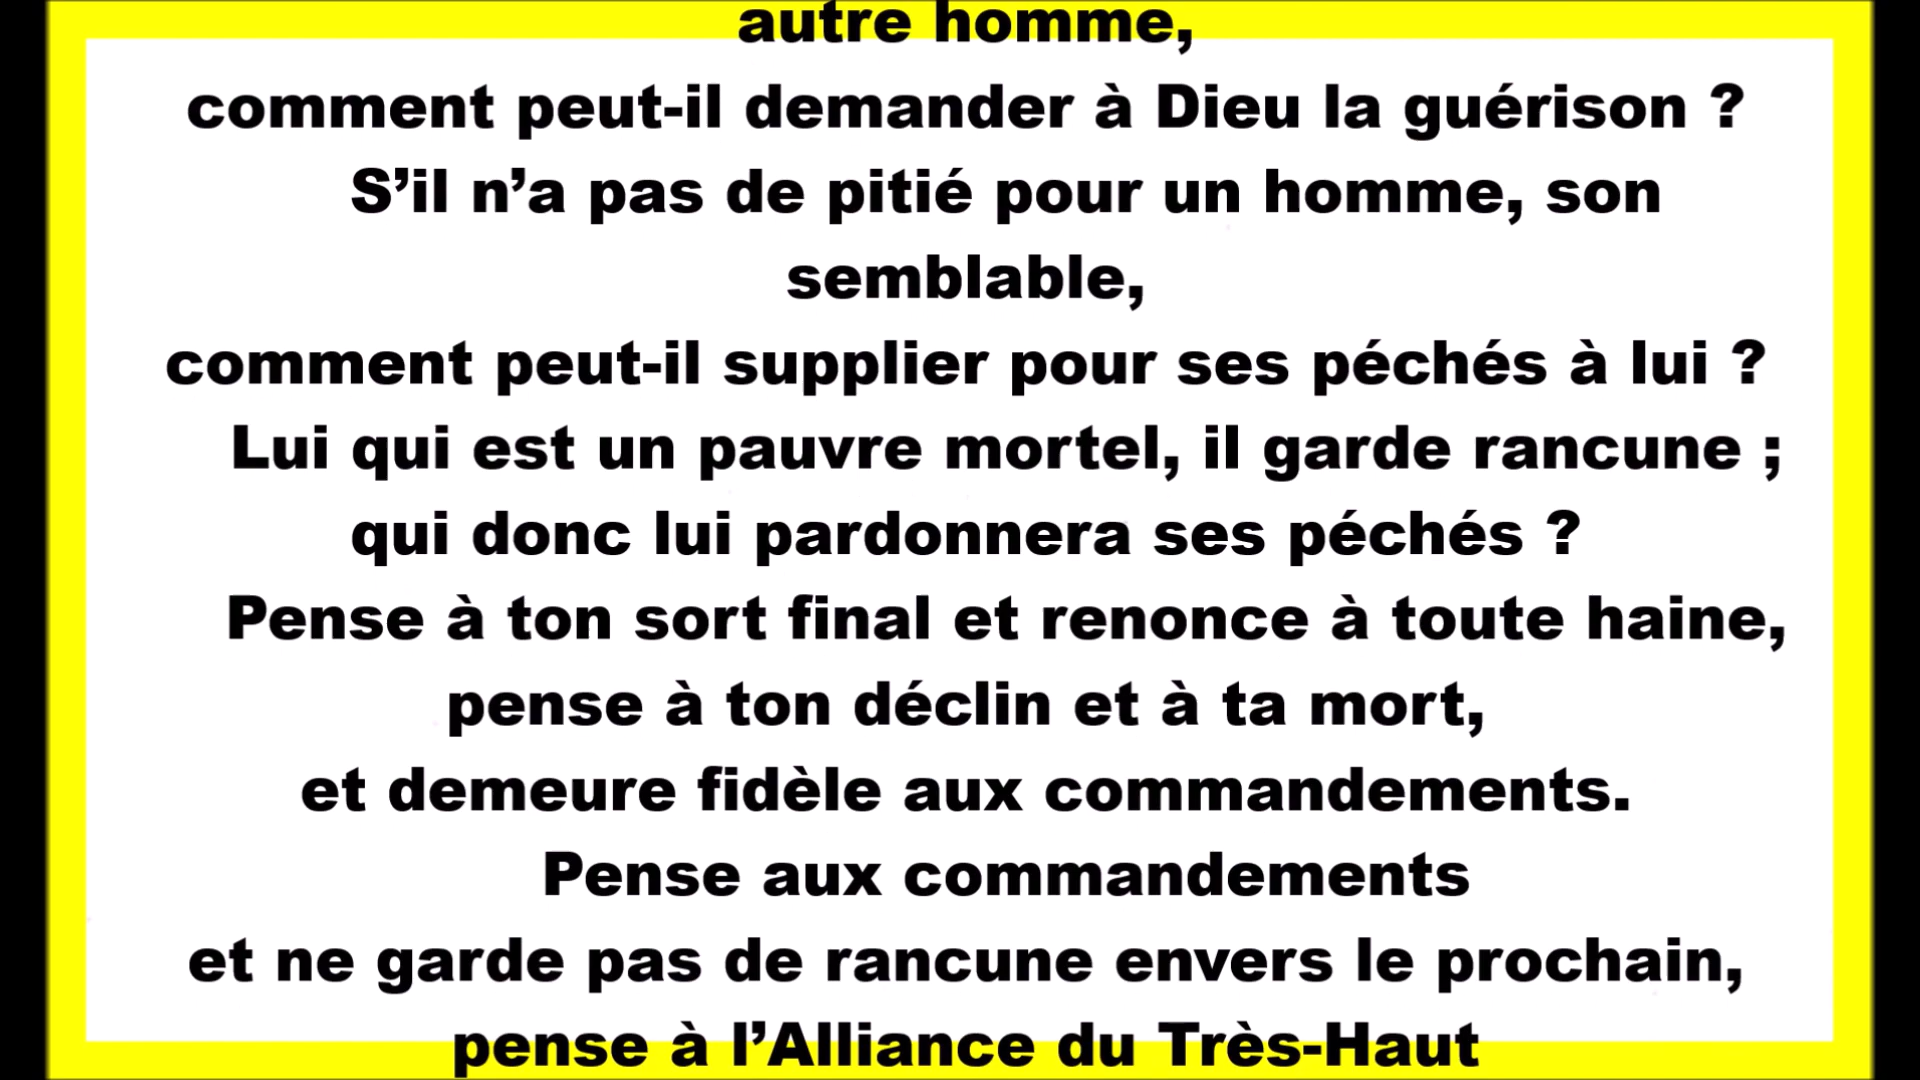 autre homme,
comment peut-il demander à Dieu la guérison ?
S’il n’a pas de pitié pour un homme, son
semblable,
comment peut-il supplier pour ses péchés à lui ?
Lui qui est un pauvre mortel, il garde rancune ;
qui donc lui pardonnera ses péchés ?
Pense à ton sort final et renonce à toute haine,
pense à ton déclin et à ta mort,
et demeure fidèle aux commandements.
Pense aux commandements
et ne garde pas de rancune envers le prochain,
pense à l’Alliance du Très-Haut